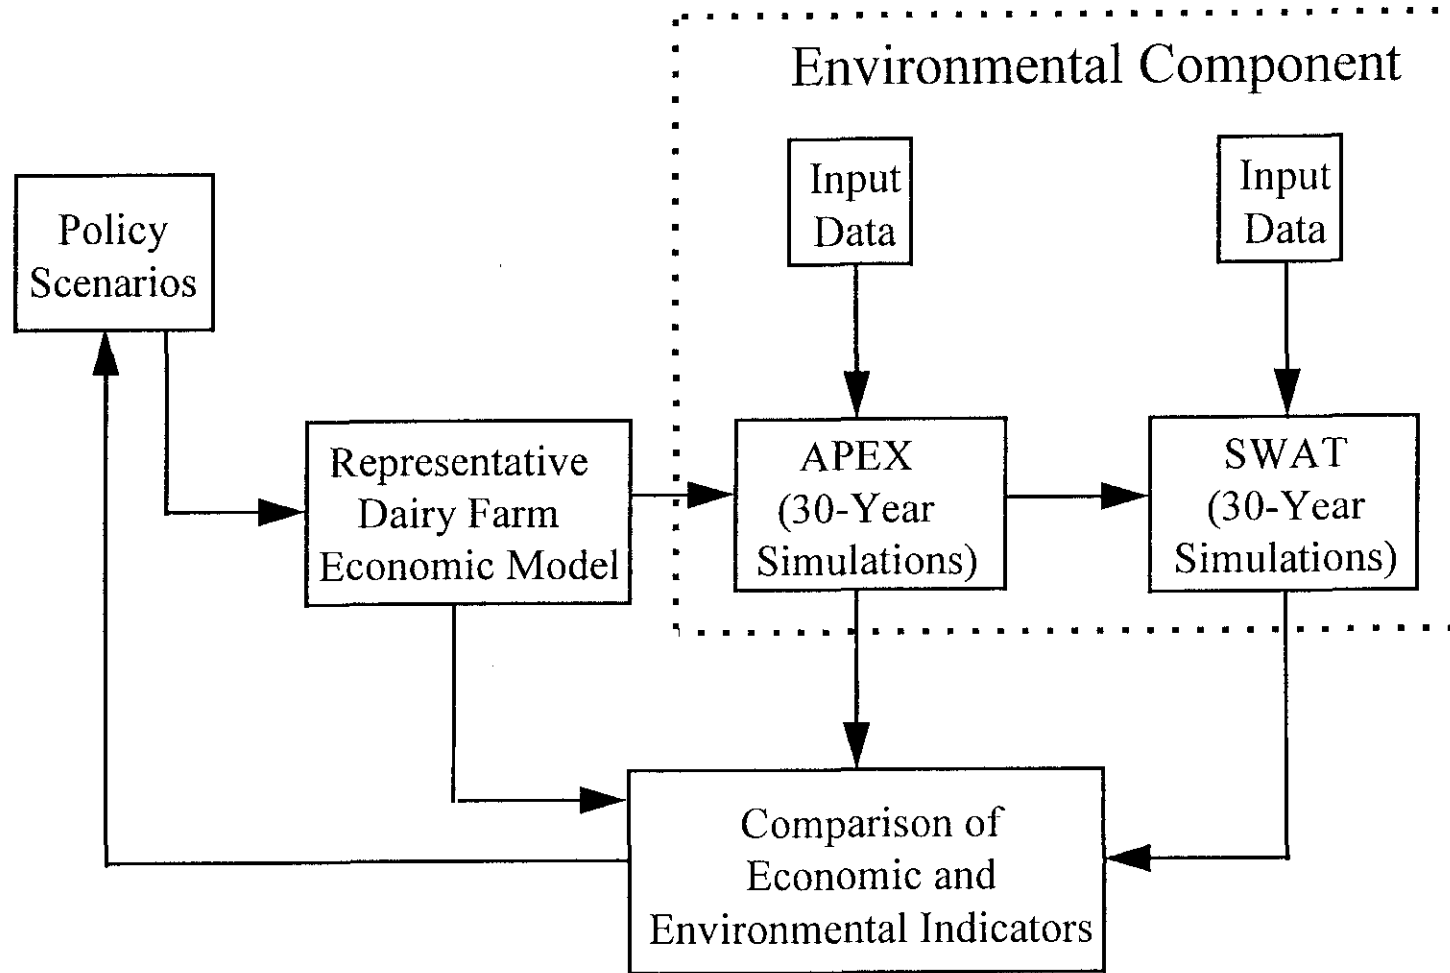 Environmental Component
Input
Data
Input
Data
Policy
Scenarios
Representative
Dairy Farm
Economic Model
APEX
(30-Year
Simulations)
SWAT
(30-Year
Simulations)
Comparison of
Economic and
Environmental Indicators